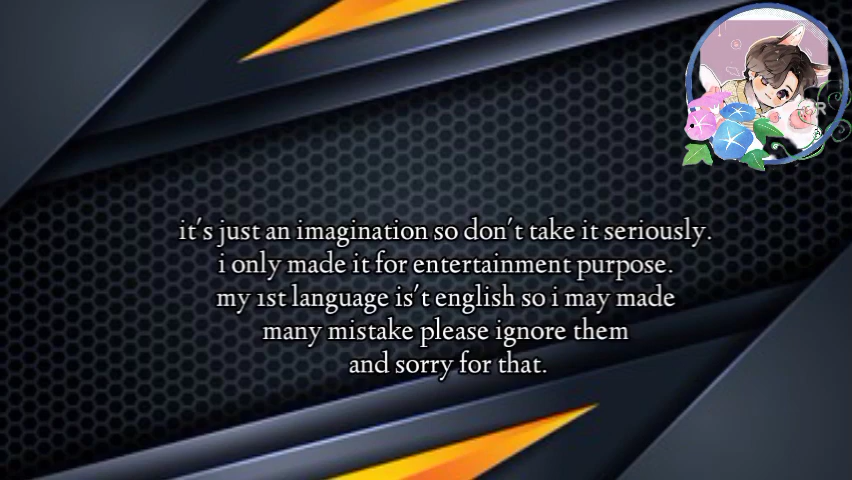 it's just an imagination so don't take it seriously.
i only made it for entertainment purpose.
my 1st language is't english so i may made
many mistake please ignore them
and sorry for that.